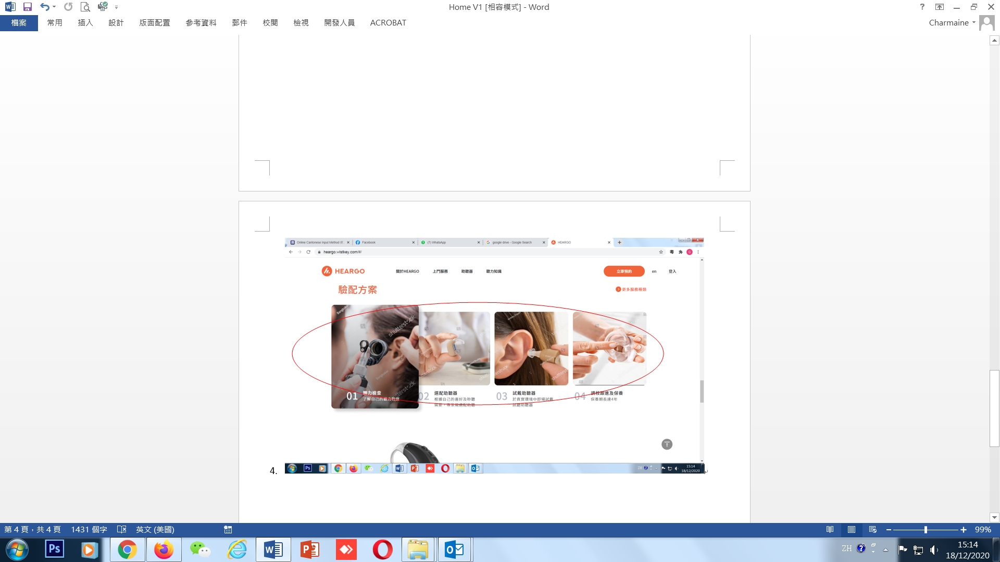 Home V1 [相容模式] - Word
檔案 常用 插入 設計 版面配置 參考資料 郵件 校閱 檢視 開發人員 ACROBAT
Charmaine
Online Cantonese Input Method
Facebook
(7) WhatsApp
google drive - Google Search
HEARGO
heargo.wistkey.com/#/
HEARGO
關於HEARGO 上門服務 助聽器 聽力知識
立即預約 en 登入
驗配方案
更多服務種類
shutterstock
01 聽力檢查
了解自己的聽力程度
02 選配助聽器
根據自己的喜好及聆聽
需要，專家幫選配助聽
03 試戴助聽器
於真實環境中即場試戴
試聽助聽器
04 調校跟進及保養
保養期長達4年
ZH
15:14
18/12/2020
4.
第 4 頁，共 4 頁 1431 個字 英文 (美國)
99%
ZH
15:14
18/12/2020